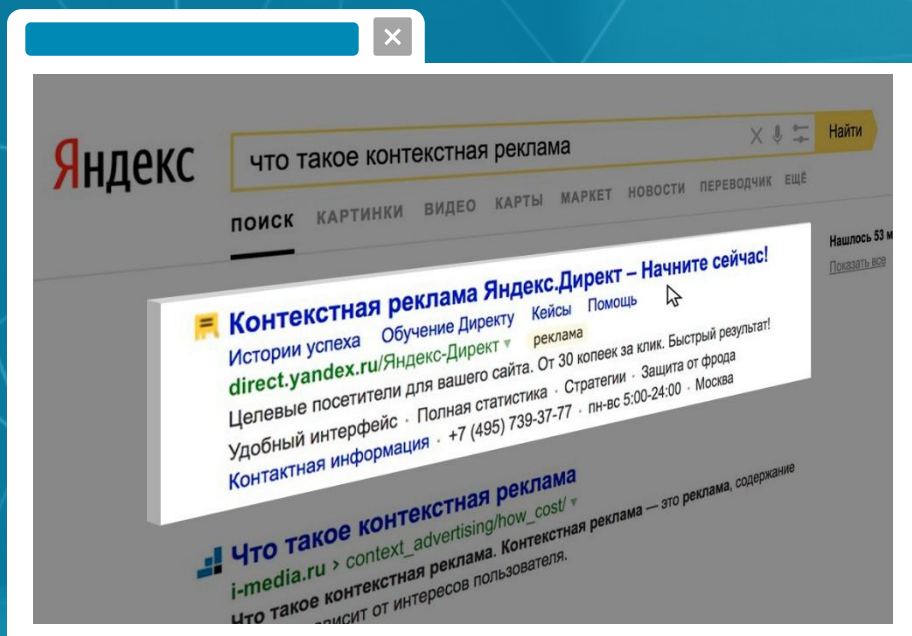 Яндекс
что такое контекстная реклама
Найти
ПОИСК КАРТИНКИ ВИДЕО КАРТЫ МАРКЕТ НОВОСТИ ПЕРЕВОДЧИК ЕЩЁ
Нашлось 53 м
Показать все
Контекстная реклама Яндекс.Директ – Начните сейчас!
Истории успеха Обучение Директу Кейсы Помощь
direct.yandex.ru/Яндекс-Директ реклама
Целевые посетители для вашего сайта. От 30 копеек за клик. Быстрый результат!
Удобный интерфейс · Полная статистика · Стратегии · Защита от фрода
Контактная информация · +7 (495) 739-37-77 · пн-вс 5:00-24:00 · Москва
Что такое контекстная реклама
i-media.ru › context_advertising/how_cost/
Что такое контекстная реклама. Контекстная реклама — это реклама, содержание
зависит от интересов пользователя.